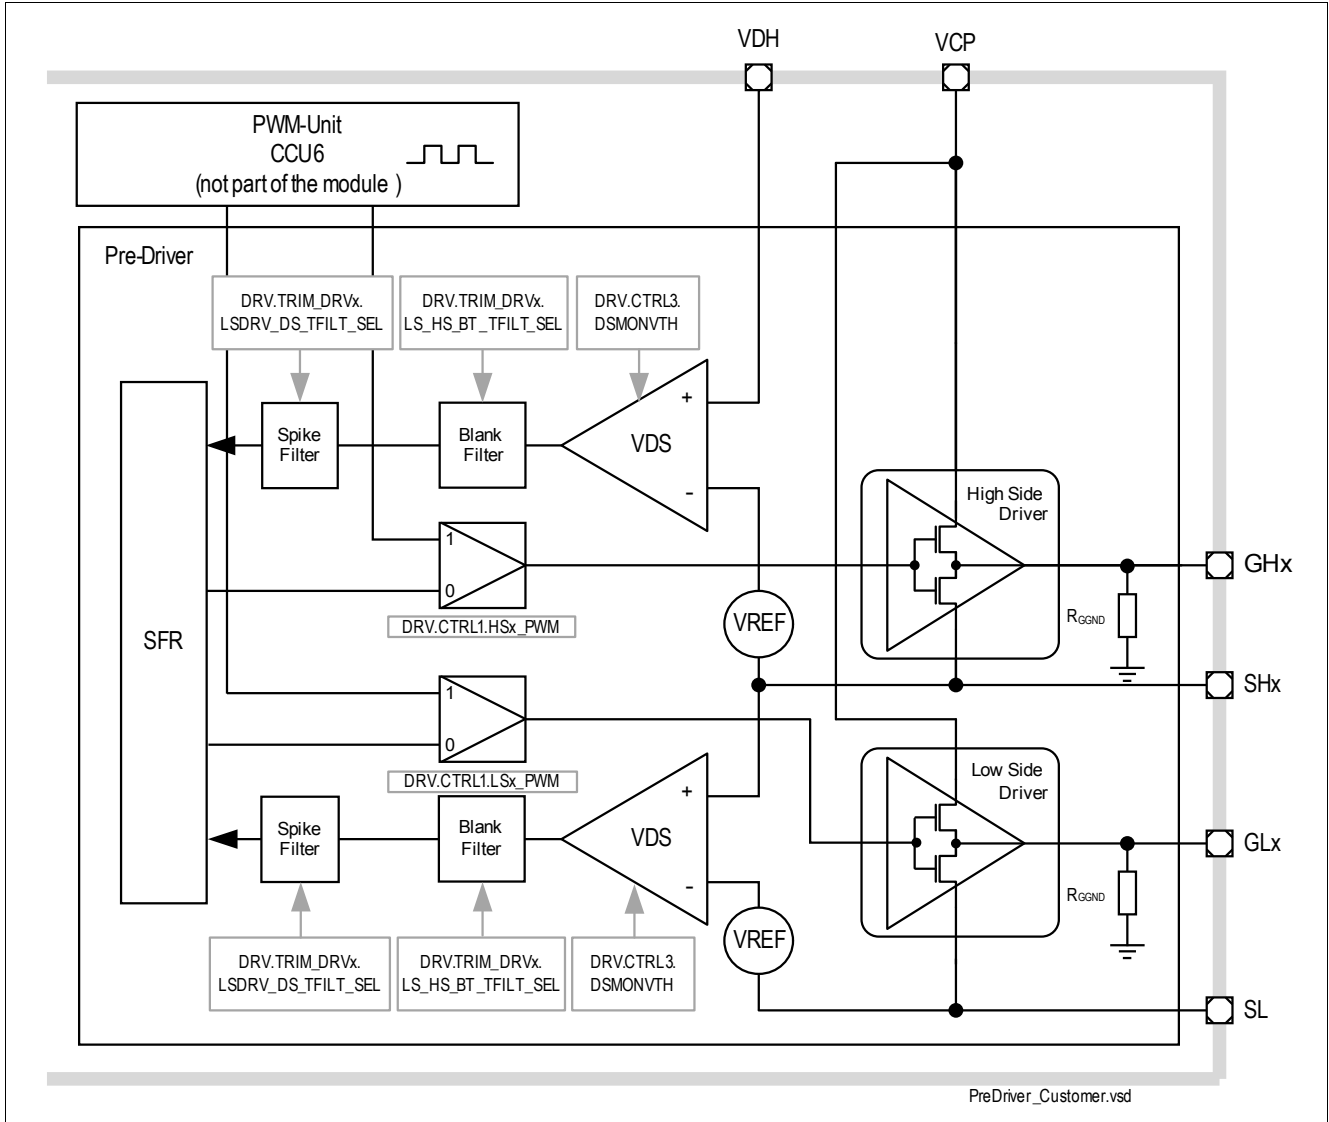 VDH
VCP
PWM-Unit
CCU6
(not part of the module )
Pre-Driver
DRV.TRIM_DRVx.
LSDRV_DS_TFILT_SEL
DRV.TRIM_DRVx.
LS_HS_BT_TFILT_SEL
DRV.CTRL3.
DSMONVTH
Spike
Filter
Blank
Filter
VDS
+
-
High Side
Driver
1
0
DRV.CTRL1.HSx_PWM
VREF
GHx
RGGND
SFR
SHx
1
0
DRV.CTRL1.LSx_PWM
Low Side
Driver
Spike
Filter
Blank
Filter
VDS
+
-
GLx
RGGND
VREF
DRV.TRIM_DRVx.
LSDRV_DS_TFILT_SEL
DRV.TRIM_DRVx.
LS_HS_BT_TFILT_SEL
DRV.CTRL3.
DSMONVTH
SL
PreDriver_Customer.vsd